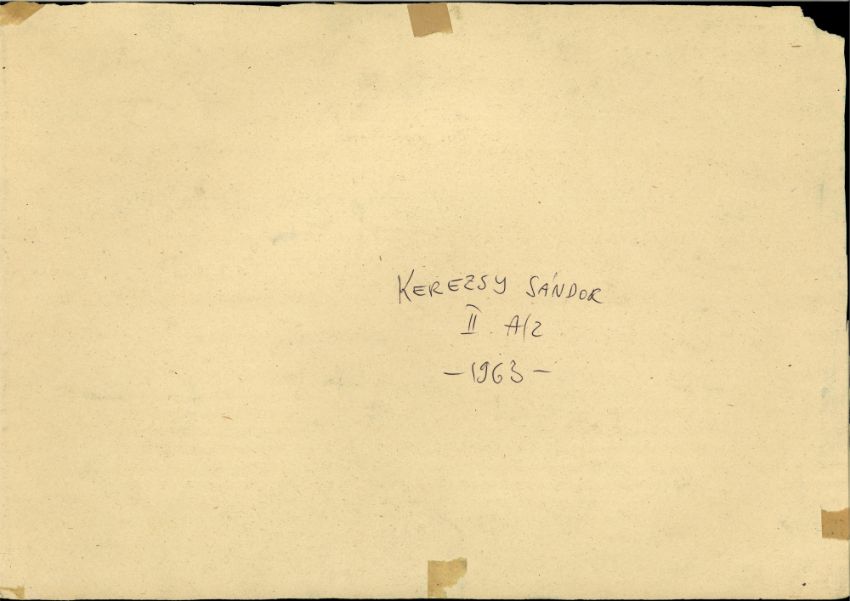 KEREZSY SÁNDOR
II A/2
-1963-